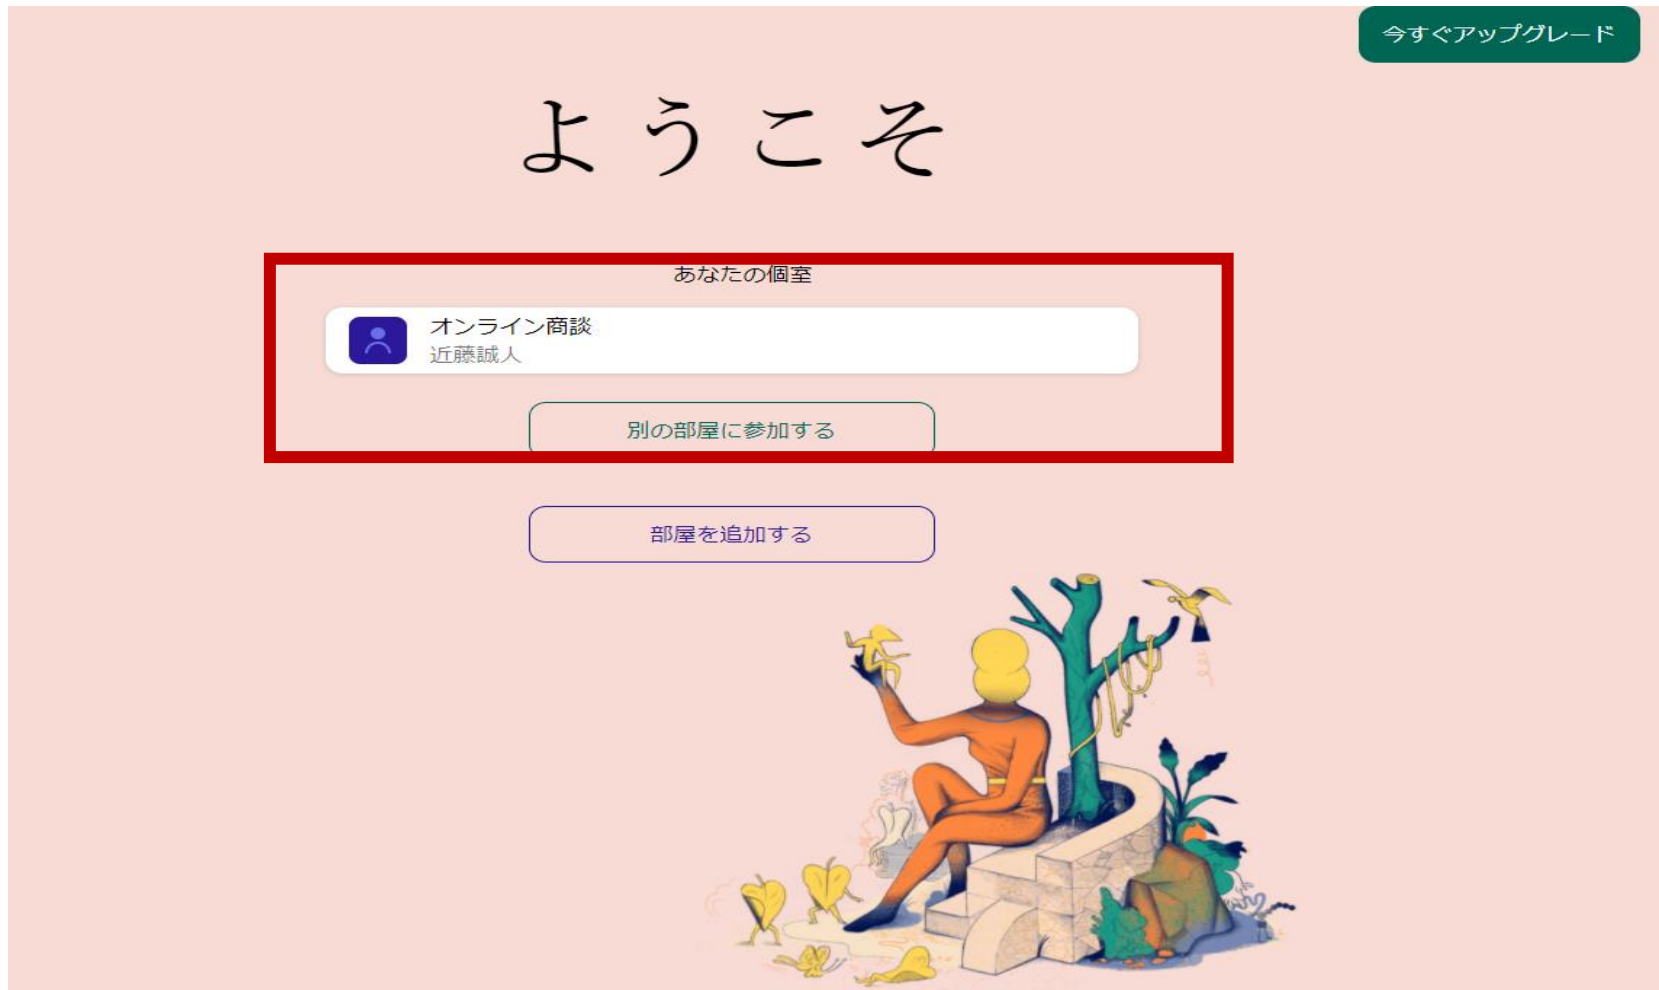 今すぐアップグレード
ようこそ
あなたの個室
オンライン商談
近藤誠人
別の部屋に参加する
部屋を追加する